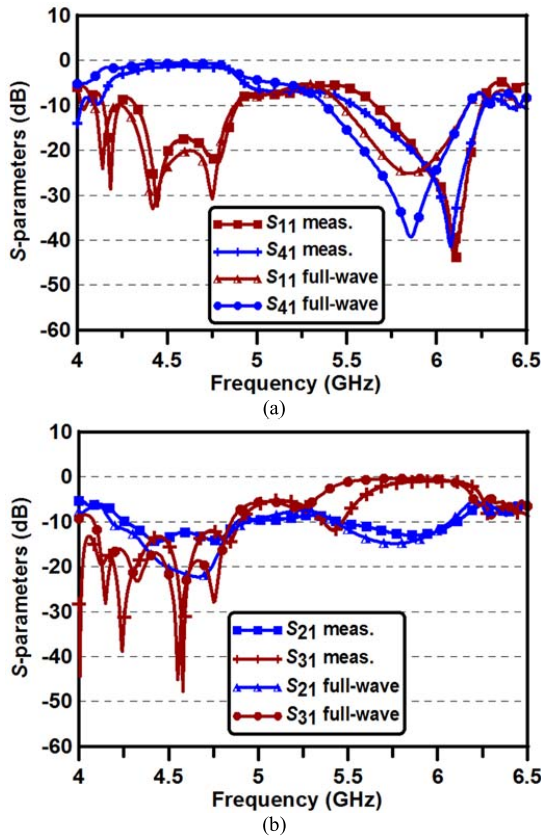 10
0
-10
-20
-30
-40
-50
-60
S-parameters (dB)
S11 meas.
S41 meas.
S11 full-wave
S41 full-wave
4 4.5 5 5.5 6 6.5
Frequency (GHz)
(a)
10
0
-10
-20
-30
-40
-50
-60
S-parameters (dB)
S21 meas.
S31 meas.
S21 full-wave
S31 full-wave
4 4.5 5 5.5 6 6.5
Frequency (GHz)
(b)